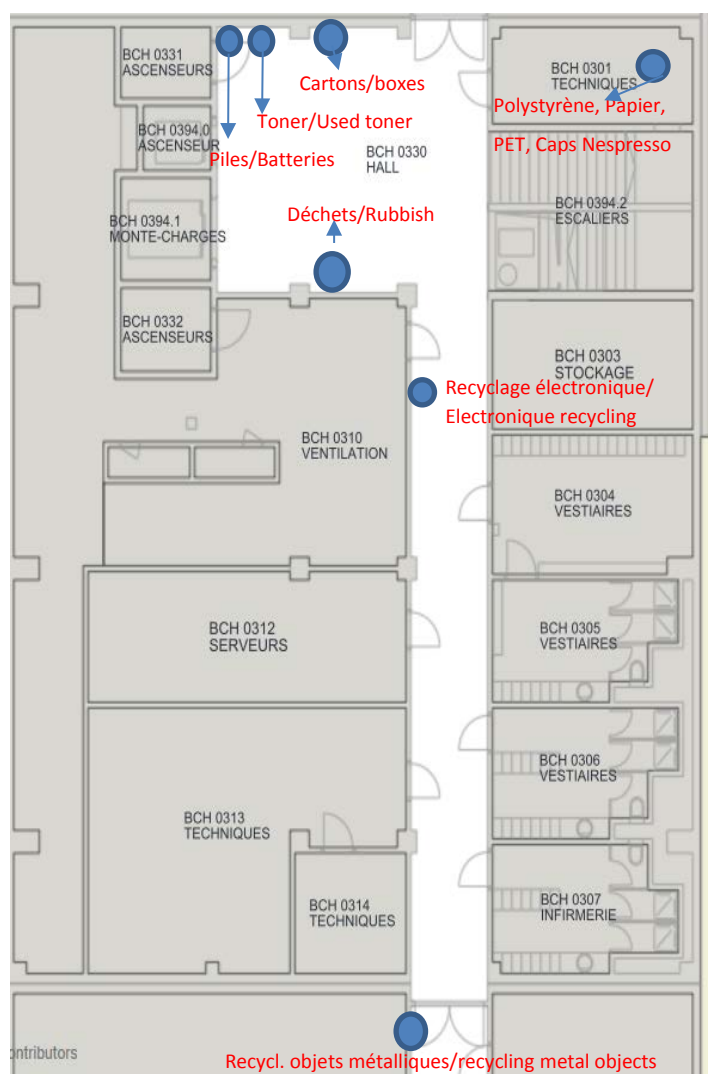 BCH 0331
ASCENSEURS
Cartons/boxes
BCH 0301
TECHNIQUES
Polystyrène, Papier,
PET, Caps Nespresso
Toner/Used toner
BCH 0394.0
ASCENSEUR
Piles/Batteries
BCH 0330
HALL
BCH 0394.1
MONTE-CHARGES
Déchets/Rubbish
BCH 0394.2
ESCALIERS
BCH 0332
ASCENSEURS
BCH 0303
STOCKAGE
Recyclage électronique/
Electronique recycling
BCH 0310
VENTILATION
BCH 0304
VESTIAIRES
BCH 0312
SERVEURS
BCH 0305
VESTIAIRES
BCH 0306
VESTIAIRES
BCH 0313
TECHNIQUES
BCH 0314
TECHNIQUES
BCH 0307
INFIRMERIE
ontributors
Recycl. objets métalliques/recycling metal objects